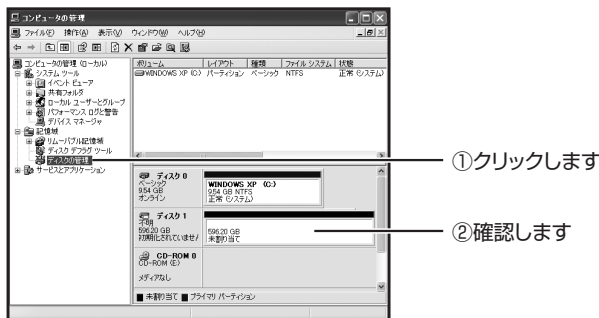 コンピュータの管理
ファイル(F) 操作(A) 表示(V) ウィンドウ(W) ヘルプ(H)
コンピュータの管理 (ローカル)
システム ツール
イベント ビューア
共有フォルダ
ローカル ユーザーとグループ
パフォーマンス ログと警告
デバイス マネージャ
記憶域
リムーバブル記憶域
ディスク デフラグ ツール
ディスクの管理
サービスとアプリケーション
ボリューム レイアウト 種類 ファイル システム 状態
WINDOWS XP (C:) パーティション ベーシック NTFS 正常 (システム)
ディスク 0
ベーシック
9.54 GB
オンライン
WINDOWS XP (C:)
9.54 GB NTFS
正常 (システム)
ディスク 1
不明
596.20 GB
初期化されていません
596.20 GB
未割り当て
CD-ROM 0
CD-ROM (E:)
メディアなし
未割り当て プライマリ パーティション
①クリックします
②確認します